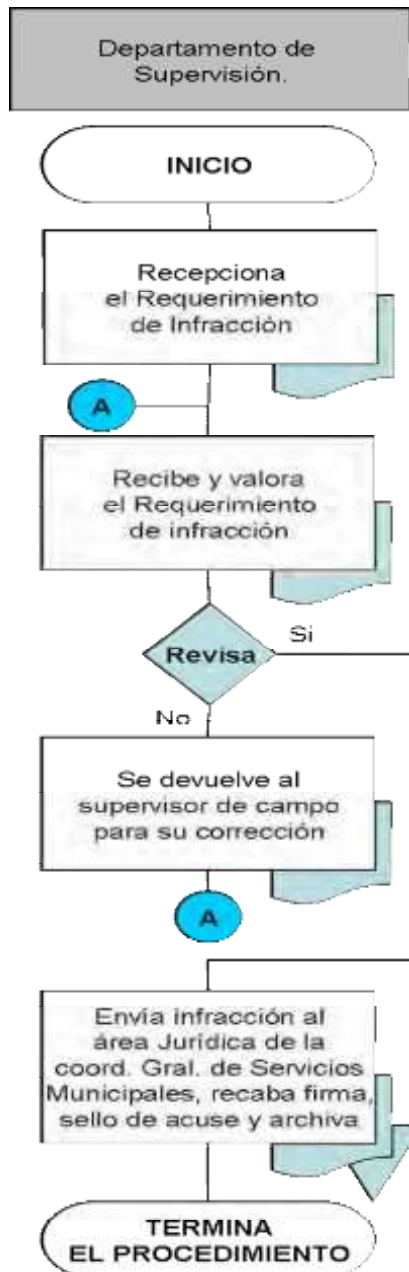 Departamento de
Supervisión.
INICIO
Recepciona
el Requerimiento
de Infracción
A
Recibe y valora
el Requerimiento
de infracción
Revisa
Si
No
Se devuelve al
supervisor de campo
para su corrección
A
Envía infracción al
área Jurídica de la
coord. Gral. de Servicios
Municipales, recaba firma,
sello de acuse y archiva
TERMINA
EL PROCEDIMIENTO